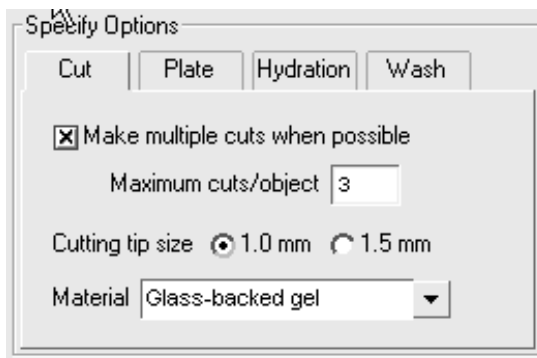 Specify Options
Cut Plate Hydration Wash
Make multiple cuts when possible
Maximum cuts/object 3
Cutting tip size 1.0 mm 1.5 mm
Material Glass-backed gel